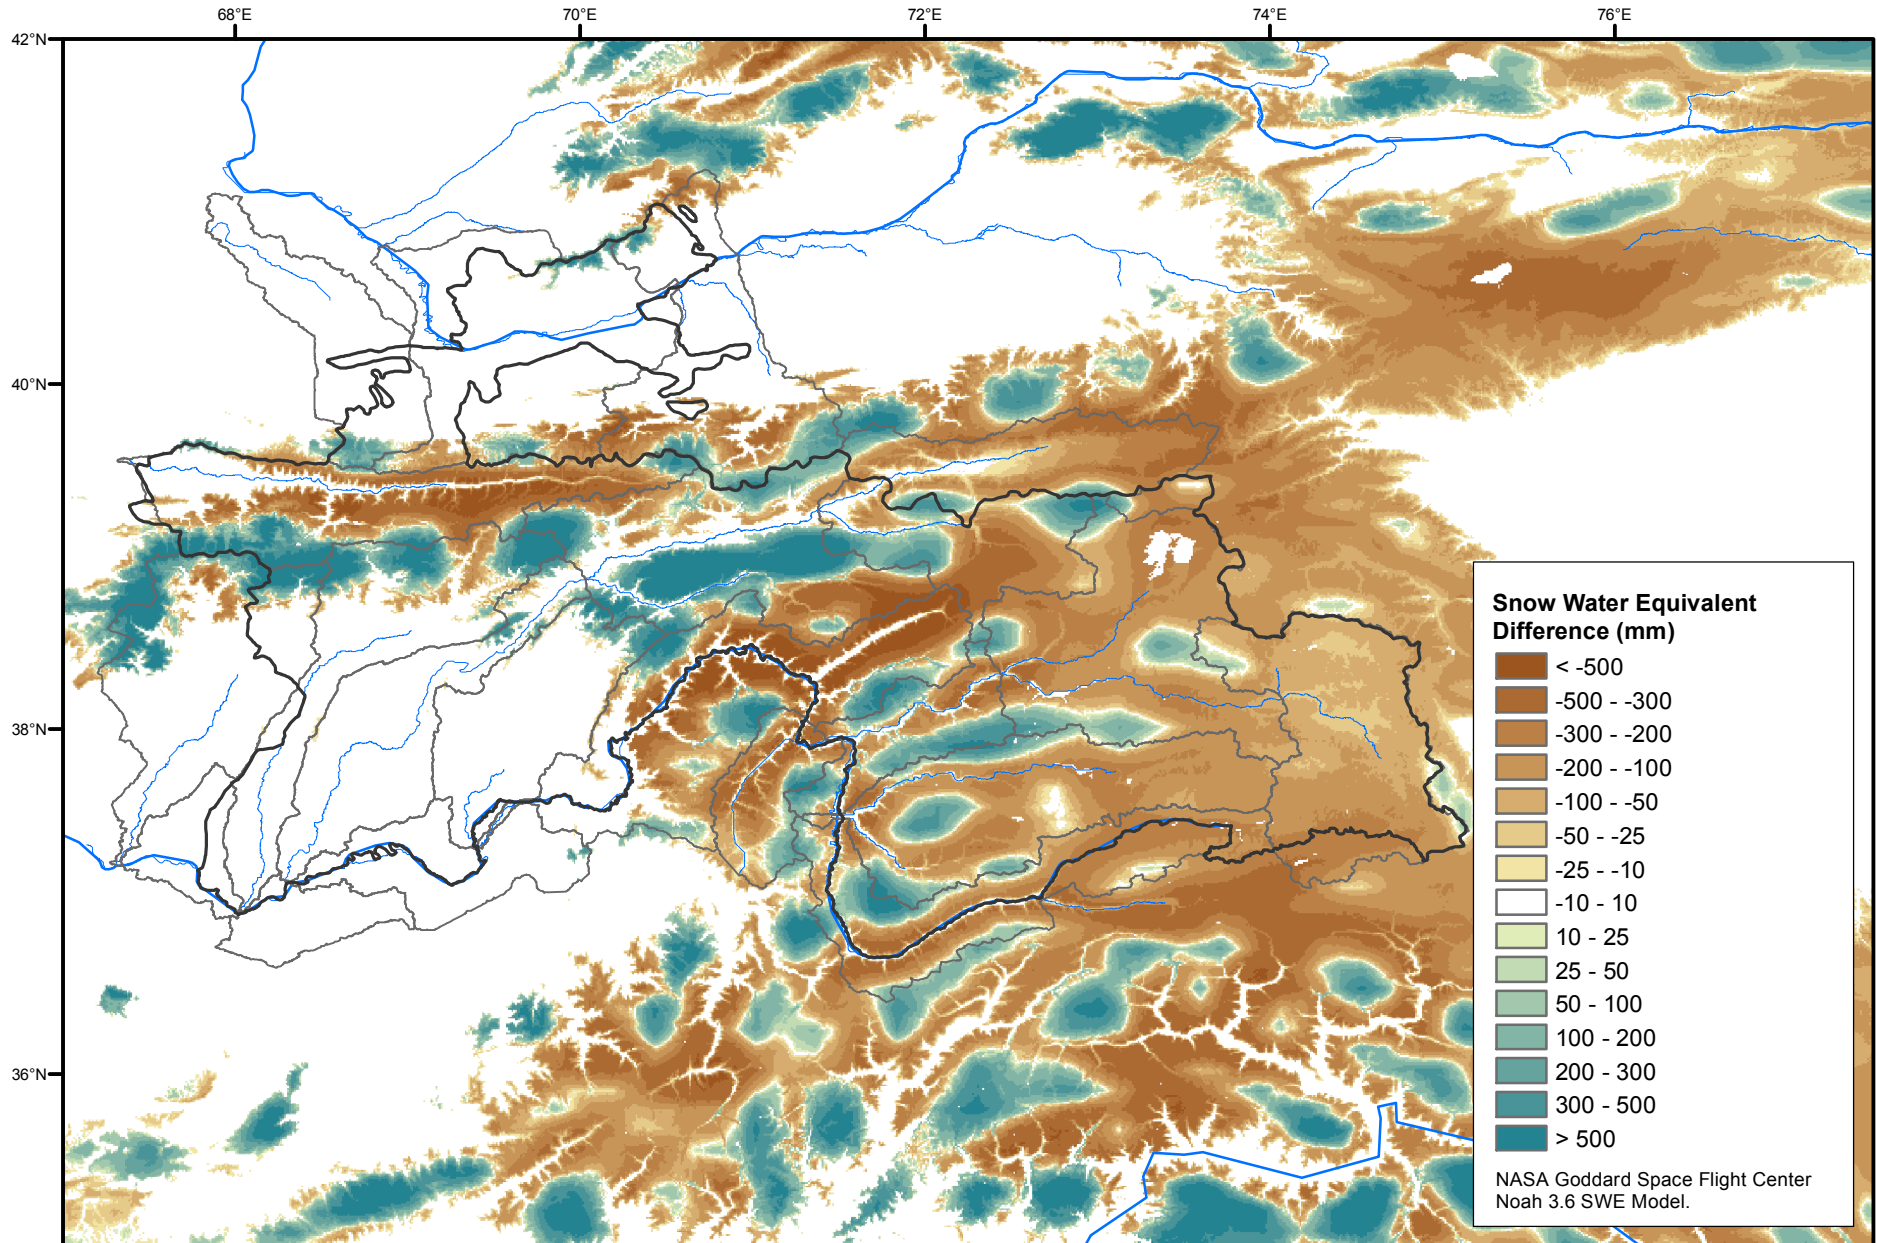 68°E
70°E
72°E
74°E
76°E
42°N
40°N
38°N
36°N
Snow Water Equivalent
Difference (mm)
< -500
-500 - -300
-300 - -200
-200 - -100
-100 - -50
-50 - -25
-25 - -10
-10 - 10
10 - 25
25 - 50
50 - 100
100 - 200
200 - 300
300 - 500
> 500
NASA Goddard Space Flight Center
Noah 3.6 SWE Model.